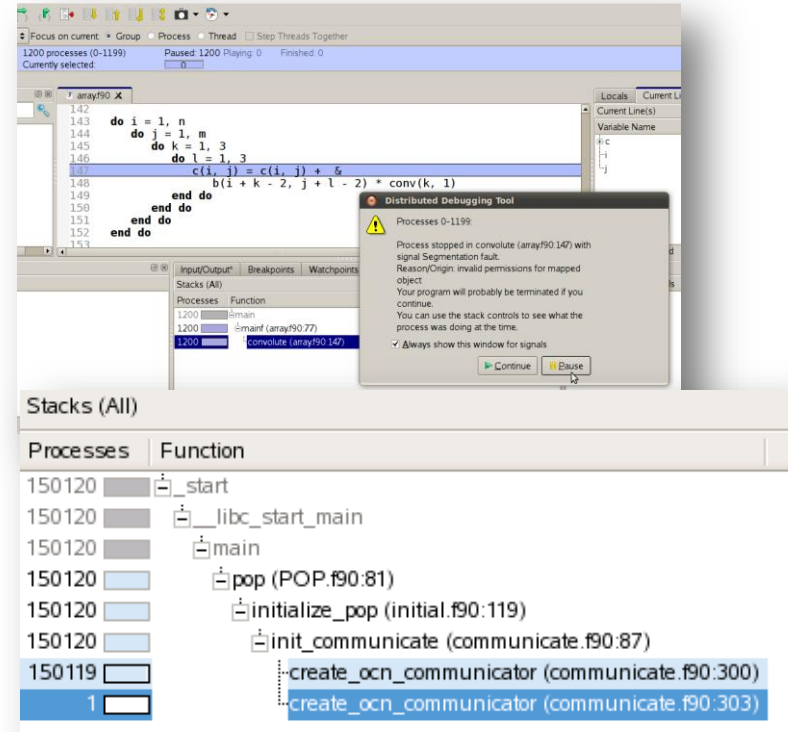 Focus on current: Group Process Thread Step Threads Together
1200 processes (0-1199) Paused: 1200 Playing: 0 Finished: 0
Currently selected: 0
array.f90 X
Locals Current Li
142
143 do i = 1, n
144 do j = 1, m
145 do k = 1, 3
146 do l = 1, 3
147 c(i, j) = c(i, j) + &
148 b(i + k - 2, j + l - 2) * conv(k, 1)
149 end do
150 end do
151 end do
152 end do
153
Current Line(s)
Variable Name
c
i
j
Distributed Debugging Tool
Processes 0-1199:
Process stopped in convolute (array.f90:147) with
signal Segmentation fault.
Reason/Origin: invalid permissions for mapped
object
Your program will probably be terminated if you
continue.
You can use the stack controls to see what the
process was doing at the time.
Always show this window for signals
Continue Pause
Input/Output* Breakpoints Watchpoints
Stacks (All)
Processes Function
1200 main
1200 mainf (array.f90:77)
1200 convolute (array.f90:147)
Stacks (All)
Processes Function
150120 _start
150120 __libc_start_main
150120 main
150120 pop (POP.f90:81)
150120 initialize_pop (initial.f90:119)
150120 init_communicate (communicate.f90:87)
150119 create_ocn_communicator (communicate.f90:300)
1 create_ocn_communicator (communicate.f90:303)